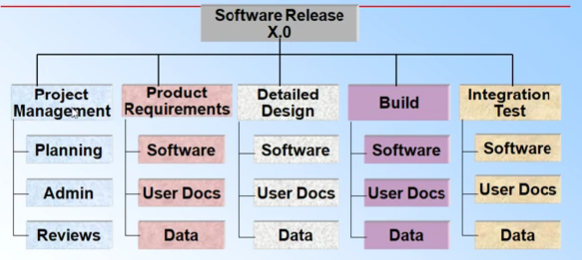 Software Release
X.0
Project
Management
Product
Requirements
Detailed
Design
Build
Integration
Test
Planning
Software
Software
Software
Software
Admin
User Docs
User Docs
User Docs
User Docs
Reviews
Data
Data
Data
Data